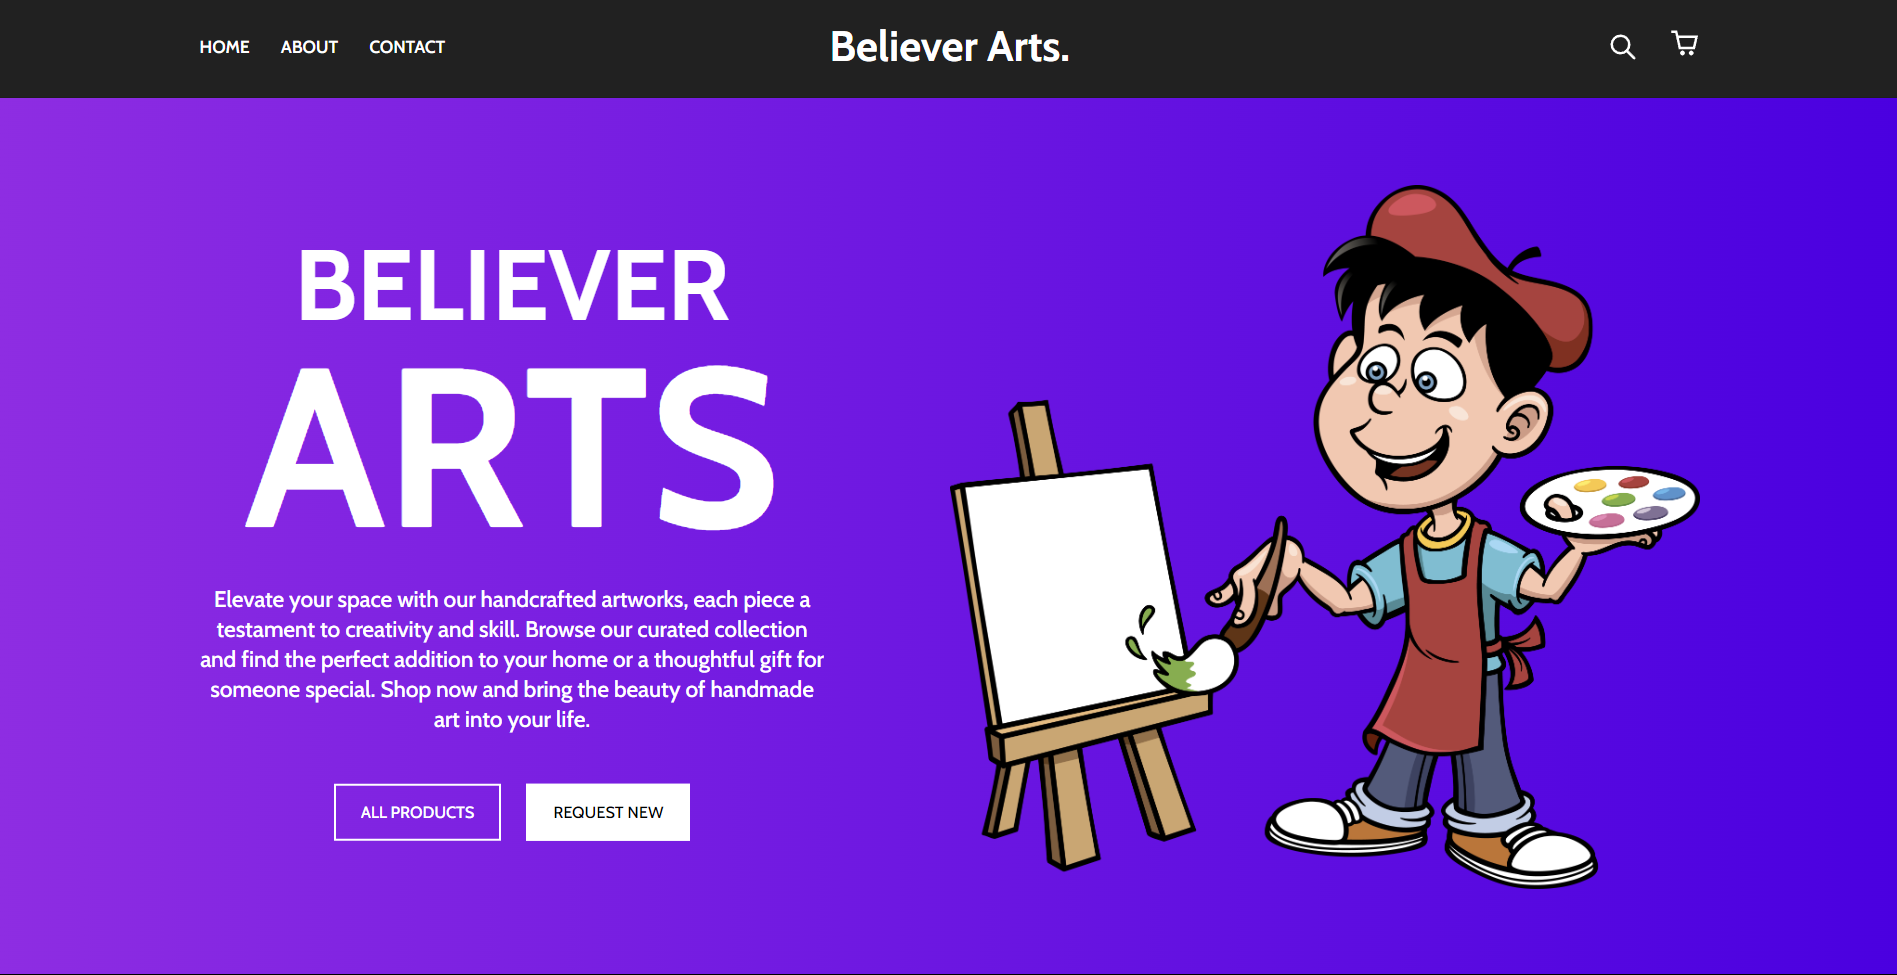 HOME ABOUT CONTACT Believer Arts.
BELIEVER
ARTS
Elevate your space with our handcrafted artworks, each piece a
testament to creativity and skill. Browse our curated collection
and find the perfect addition to your home or a thoughtful gift for
someone special. Shop now and bring the beauty of handmade
art into your life.
ALL PRODUCTS REQUEST NEW